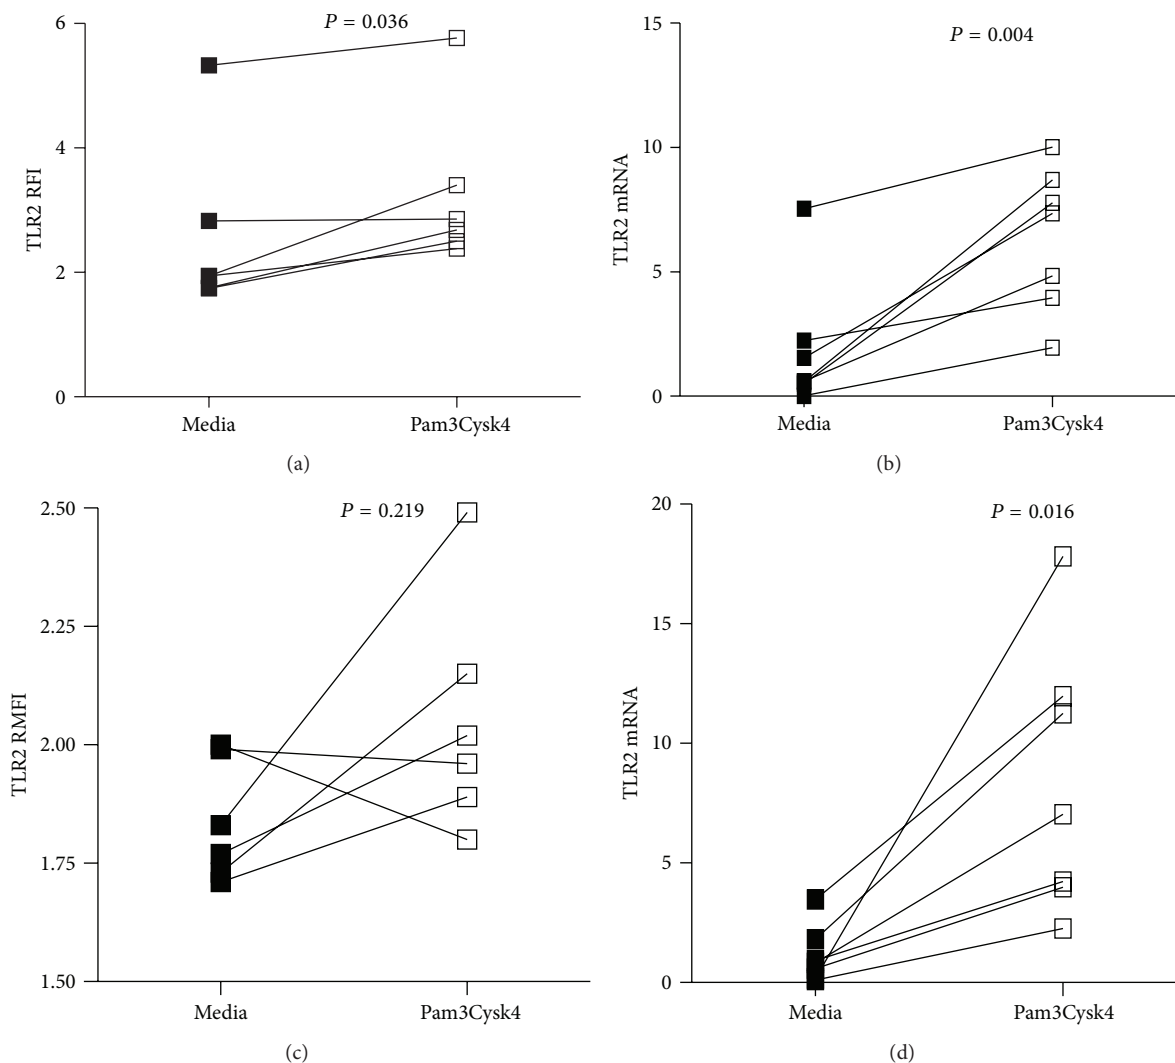 P = 0.036
6
4
2
0
TLR2 RFI
Media
Pam3Cysk4
(a)
P = 0.004
15
10
5
0
TLR2 mRNA
Media
Pam3Cysk4
(b)
P = 0.219
2.50
2.25
2.00
1.75
1.50
TLR2 RMFI
Media
Pam3Cysk4
(c)
P = 0.016
20
15
10
5
0
TLR2 mRNA
Media
Pam3Cysk4
(d)